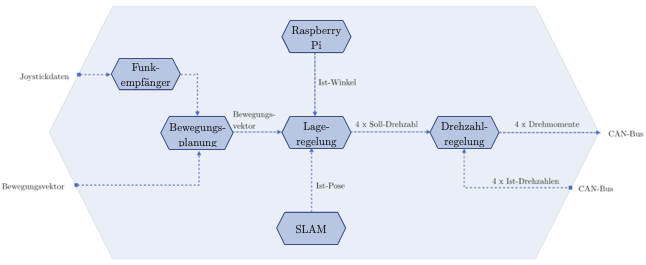 Raspberry
Pi
Funk-
empfänger
Joystickdaten
Ist-Winkel
Bewegungs-
vektor
4 x Soll-Drehzahl
4 x Drehmomente
Bewegungs-
planung
Lage-
regelung
Drehzahl-
regelung
CAN-Bus
Bewegungsvektor
Ist-Pose
4 x Ist-Drehzahlen
CAN-Bus
SLAM